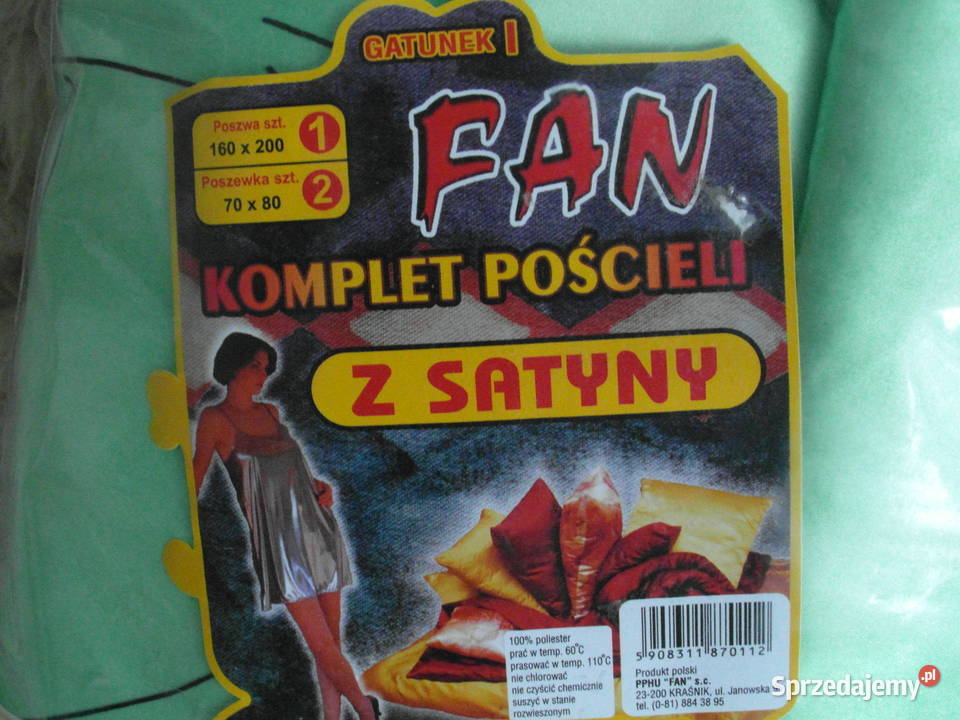 GATUNEK I
FAN
Poszwa szt. 1
160 x 200
Poszewka szt. 2
70 x 80
KOMPLET POŚCIELI
Z SATYNY
100% poliester
prać w temp. 60°C
prasować w temp. 110°C
nie chlorować
nie czyścić chemicznie
suszyć w stanie
rozwieszonym
5 908311 870112
Produkt polski
PPHU "FAN" s.c.
23-200 KRAŚNIK, ul. Janowska
tel. (0-81) 884 38 95
Sprzedajemy.pl